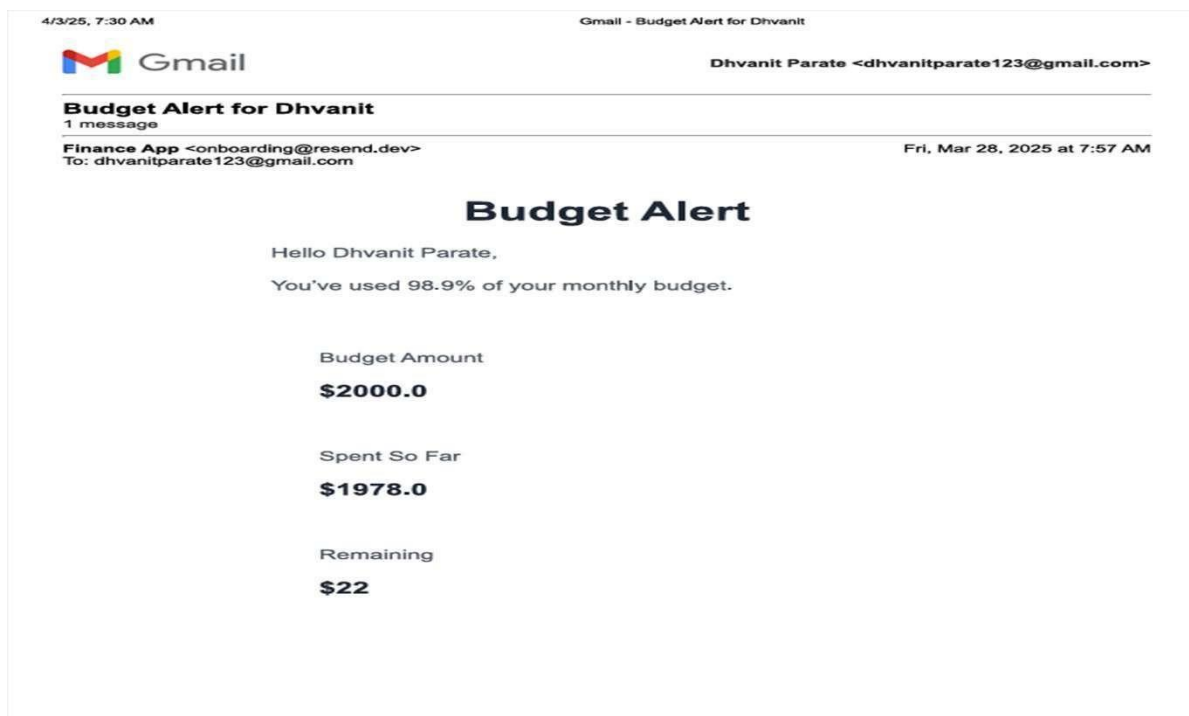 4/3/25, 7:30 AM Gmail - Budget Alert for Dhvanit
Gmail Dhvanit Parate <dhvanitparate123@gmail.com>
Budget Alert for Dhvanit
1 message
Finance App <onboarding@resend.dev> Fri, Mar 28, 2025 at 7:57 AM
To: dhvanitparate123@gmail.com
Budget Alert
Hello Dhvanit Parate,
You've used 98.9% of your monthly budget.
Budget Amount
$2000.0
Spent So Far
$1978.0
Remaining
$22